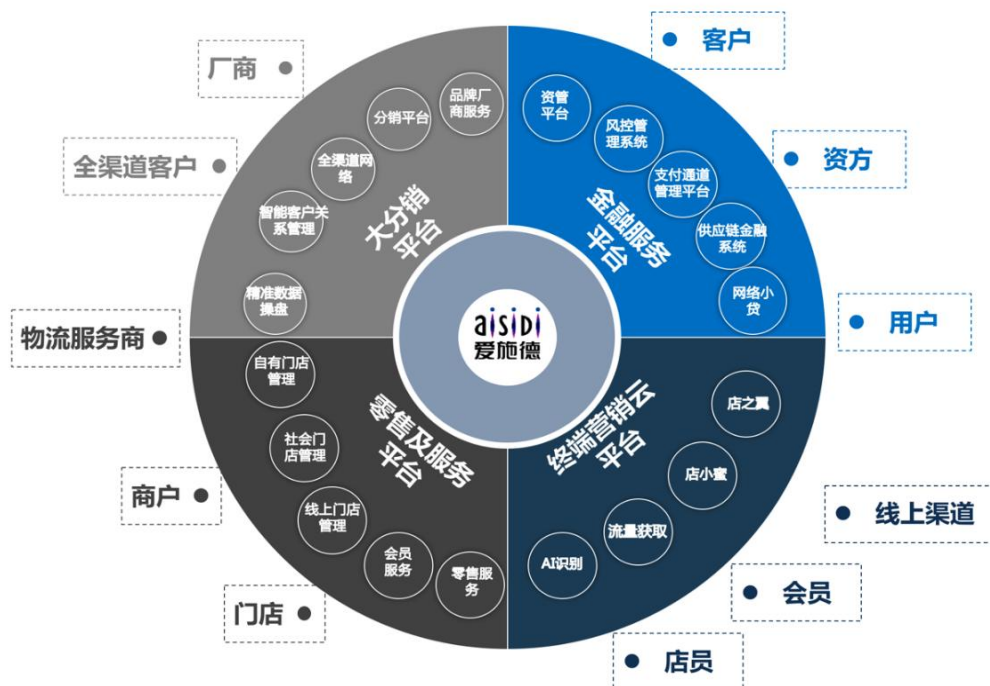 厂商
全渠道客户
物流服务商
商户
门店
客户
资方
用户
线上渠道
会员
店员
大分销
平台
品牌厂
商服务
分销平台
全渠道网
络
智能客户关
系管理
精准数据
操盘
金融服务
平台
资管
平台
风控管
理系统
支付通道
管理平台
供应链金融
系统
网络小
贷
aisiDi
爱施德
零售及服务
平台
自有门店
管理
社会门
店管理
线上门店
管理
会员
服务
零售服
务
终端营销云
平台
店之翼
店小蜜
流量获取
AI识别